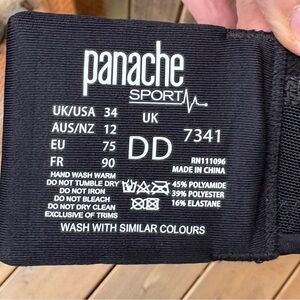 panache
SPORT
UK/USA 34 UK
AUS/NZ 12 7341
EU 75 DD
FR 90 RN111096
MADE IN CHINA
HAND WASH WARM
DO NOT TUMBLE DRY 45% POLYAMIDE
DO NOT IRON 39% POLYESTER
DO NOT BLEACH 16% ELASTANE
DO NOT DRY CLEAN
EXCLUSIVE OF TRIMS
WASH WITH SIMILAR COLOURS